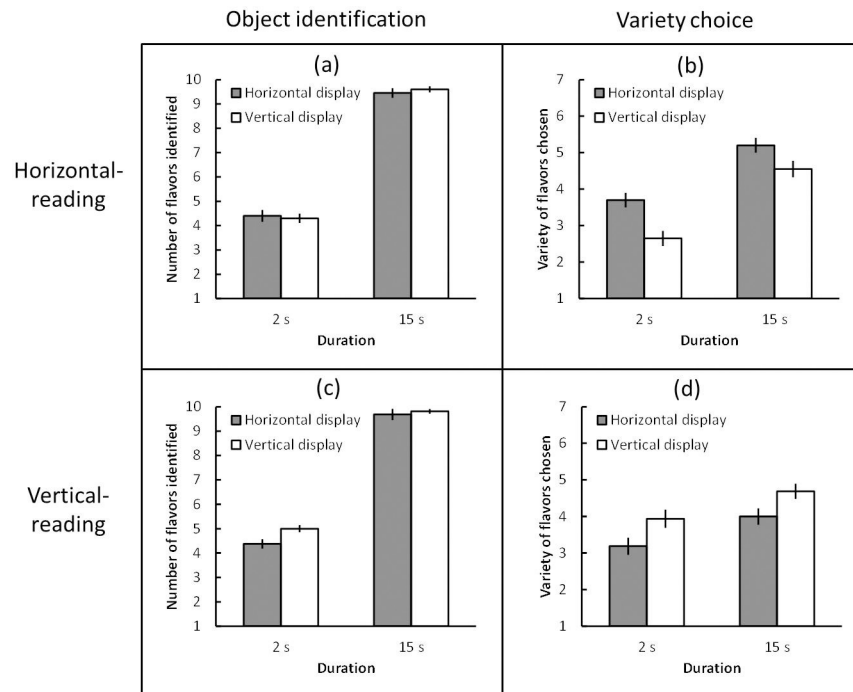 Object identification
Variety choice
Horizontal-
reading
(a)
Number of flavors identified
10
9
8
7
6
5
4
3
2
1
Horizontal display
Vertical display
2 s
15 s
Duration
(b)
Variety of flavors chosen
7
6
5
4
3
2
1
Horizontal display
Vertical display
2 s
15 s
Duration
Vertical-
reading
(c)
Number of flavors identified
10
9
8
7
6
5
4
3
2
1
Horizontal display
Vertical display
2 s
15 s
Duration
(d)
Variety of flavors chosen
7
6
5
4
3
2
1
Horizontal display
Vertical display
2 s
15 s
Duration